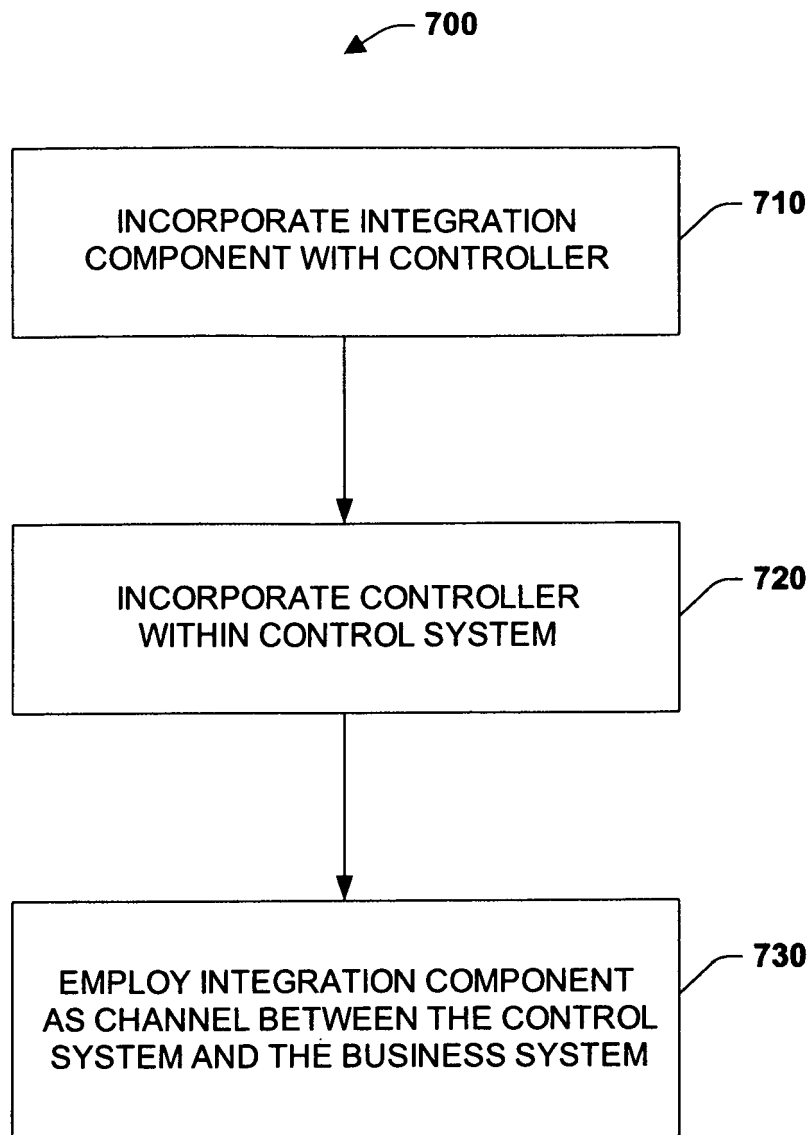 700
INCORPORATE INTEGRATION
COMPONENT WITH CONTROLLER
710
INCORPORATE CONTROLLER
WITHIN CONTROL SYSTEM
720
EMPLOY INTEGRATION COMPONENT
AS CHANNEL BETWEEN THE CONTROL
SYSTEM AND THE BUSINESS SYSTEM
730